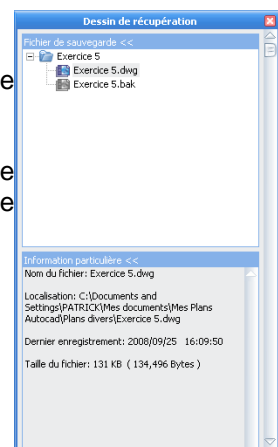 Dessin de récupération
Fichier de sauvegarde <<
Exercice 5
Exercice 5.dwg
Exercice 5.bak
e
e
e
Information particulière <<
Nom du fichier: Exercice 5.dwg
Localisation: C:\Documents and
Settings\PATRICK\Mes documents\Mes Plans
Autocad\Plans divers\Exercice 5.dwg
Dernier enregistrement: 2008/09/25 16:09:50
Taille du fichier: 131 KB ( 134,496 Bytes )